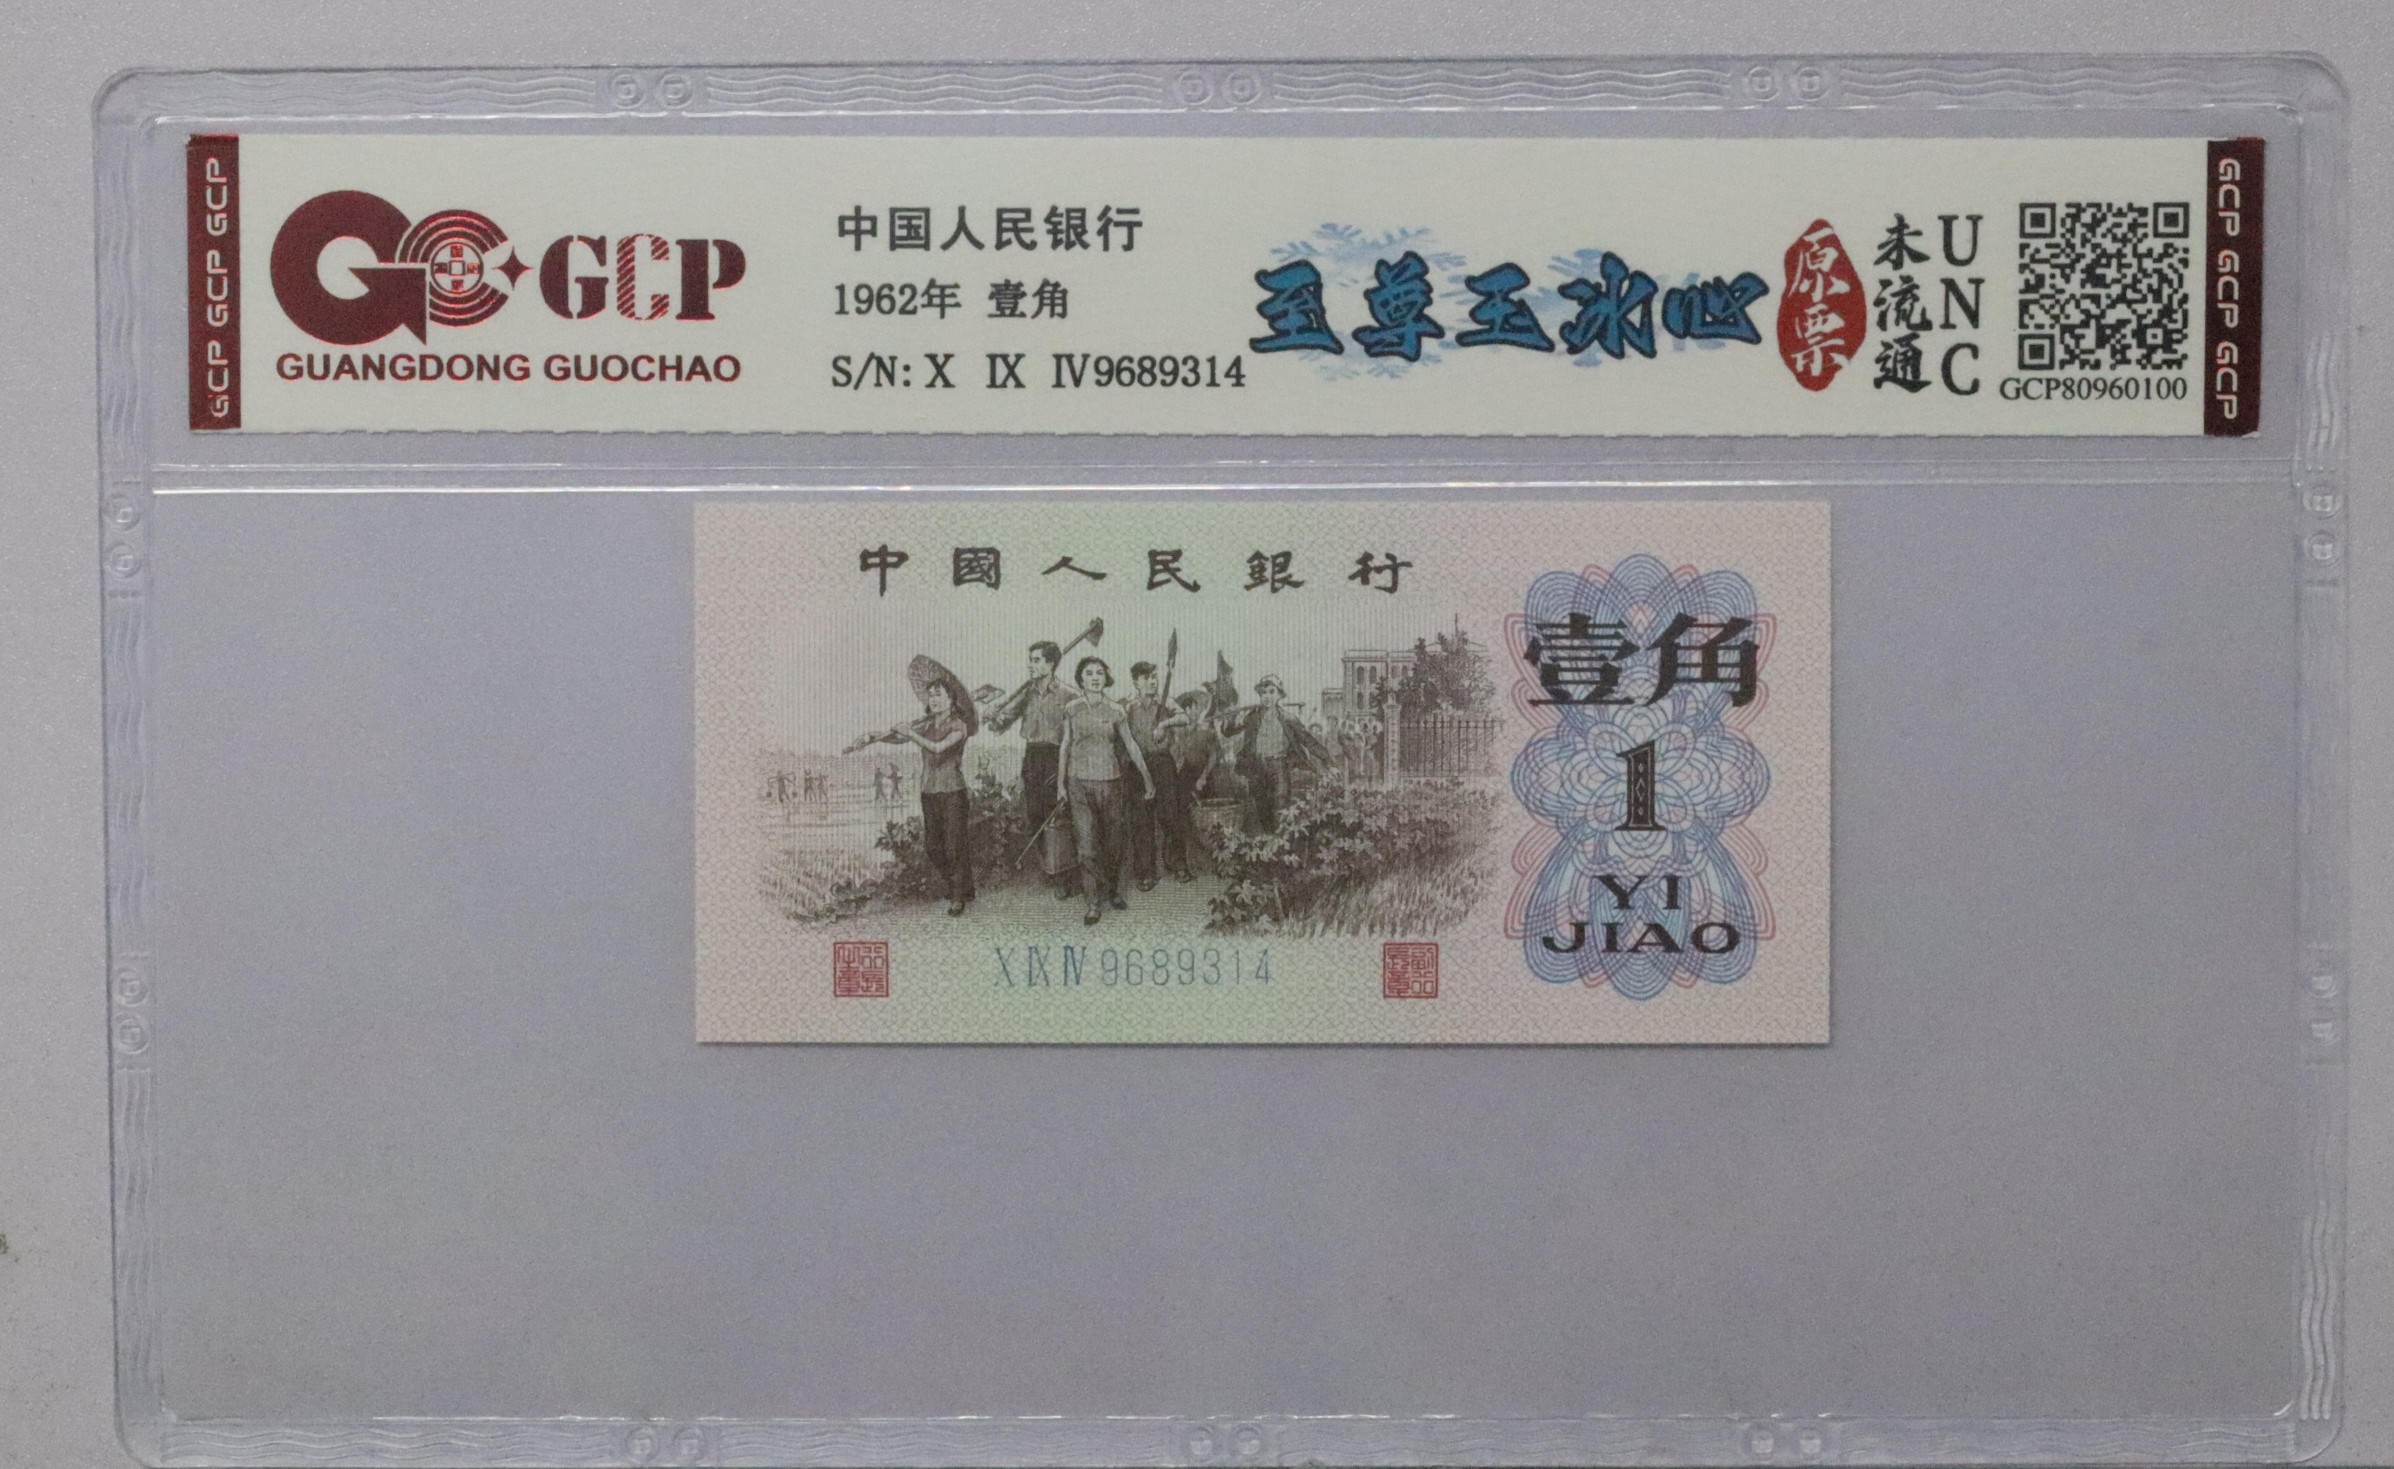 GCP GCP GCP
GCP
GUANGDONG GUOCHAO
中国人民银行
1962年 壹角
S/N: X Ⅸ Ⅳ9689314
至尊玉冰心
原票
未流通
UNC
GCP80960100
GCP GCP GCP
中國人民銀行
壹角
1
YI
JIAO
X Ⅸ Ⅳ 9689314